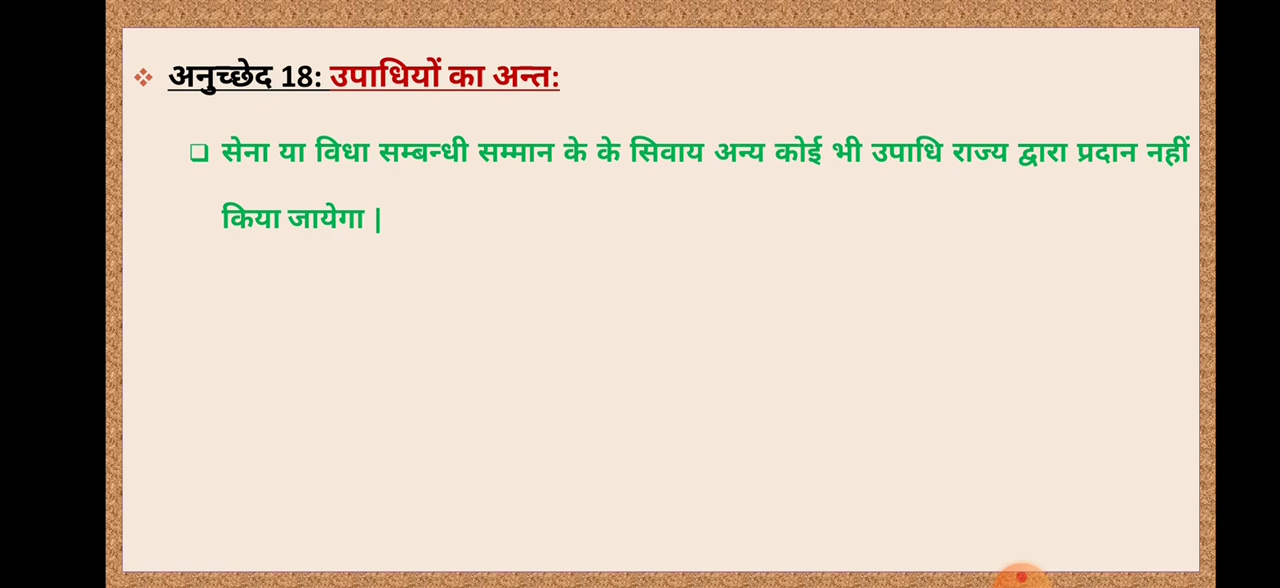 अनुच्छेद 18: उपाधियों का अन्त:
सेना या विधा सम्बन्धी सम्मान के के सिवाय अन्य कोई भी उपाधि राज्य द्वारा प्रदान नहीं
किया जायेगा |